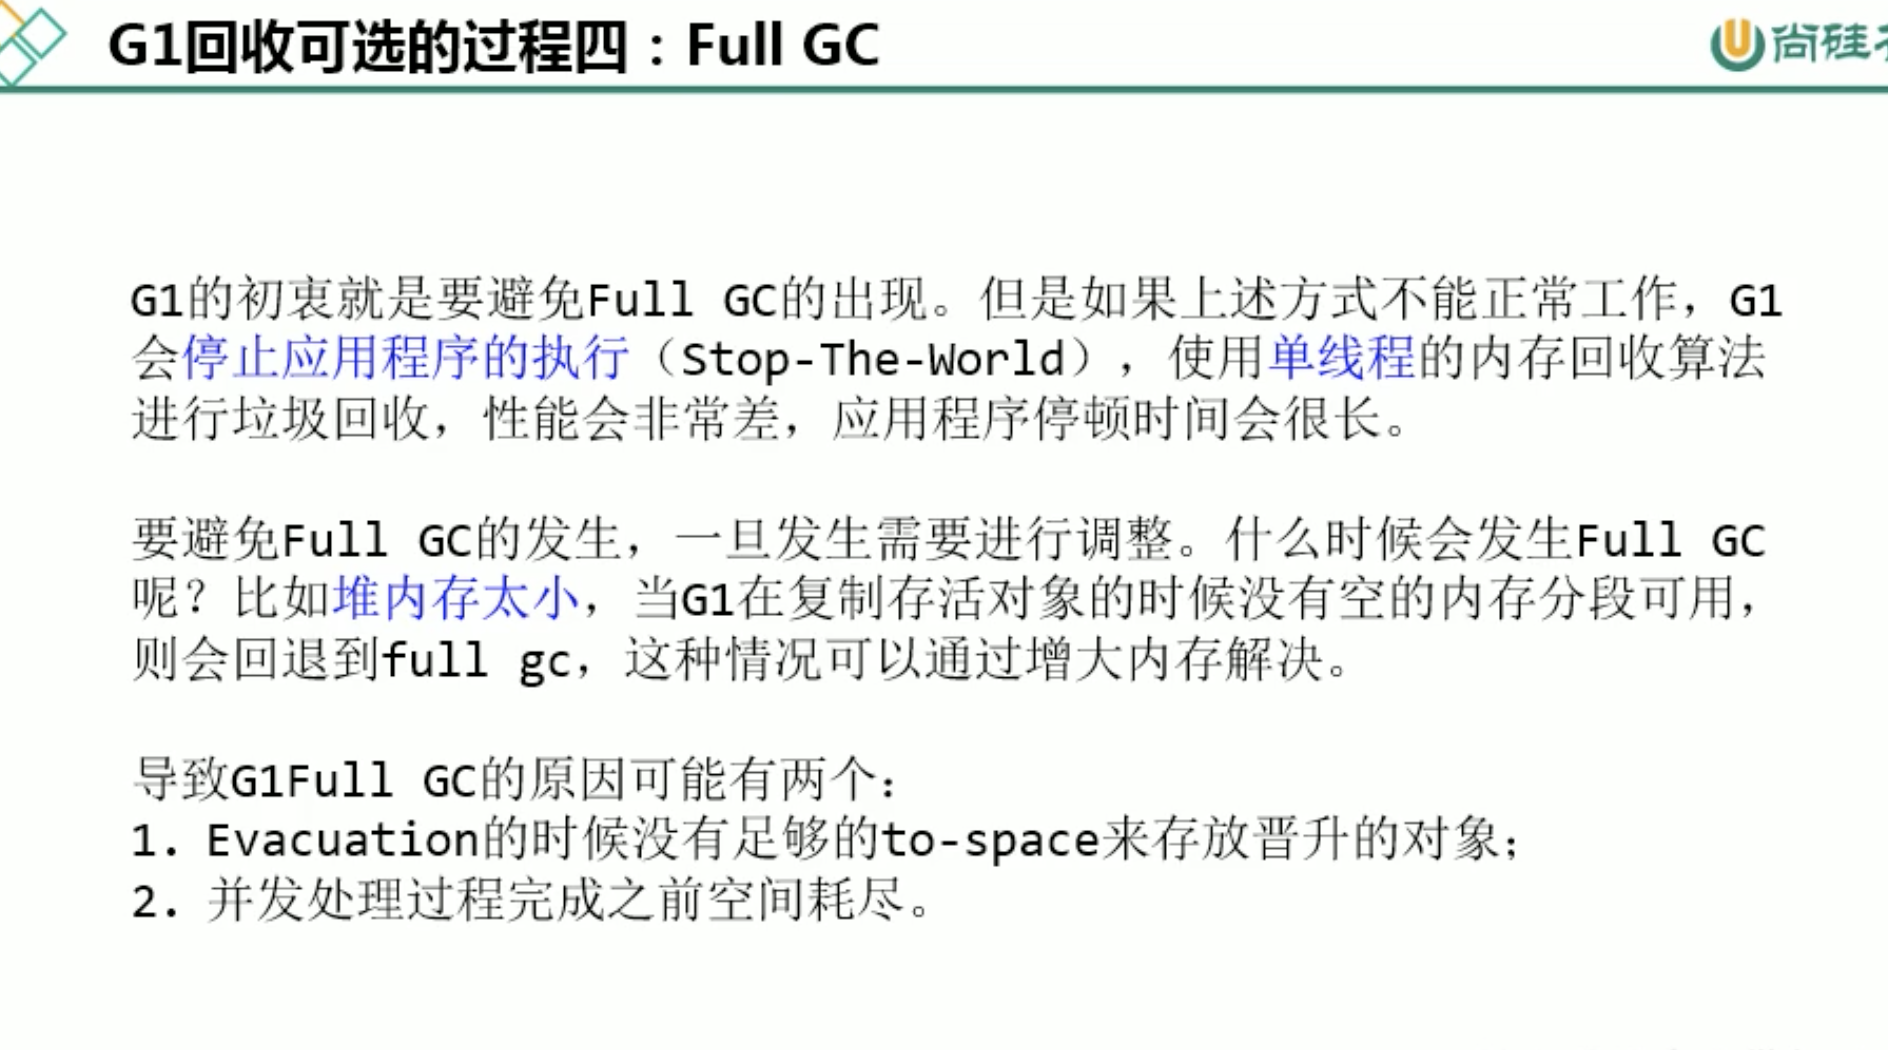 G1回收可选的过程四：Full GC
尚硅
G1的初衷就是要避免Full GC的出现。但是如果上述方式不能正常工作，G1
会停止应用程序的执行（Stop-The-World），使用单线程的内存回收算法
进行垃圾回收，性能会非常差，应用程序停顿时间会很长。
要避免Full GC的发生，一旦发生需要进行调整。什么时候会发生Full GC
呢？比如堆内存太小，当G1在复制存活对象的时候没有空的内存分段可用，
则会回退到full gc，这种情况可以通过增大内存解决。
导致G1Full GC的原因可能有两个：
1. Evacuation的时候没有足够的to-space来存放晋升的对象；
2. 并发处理过程完成之前空间耗尽。